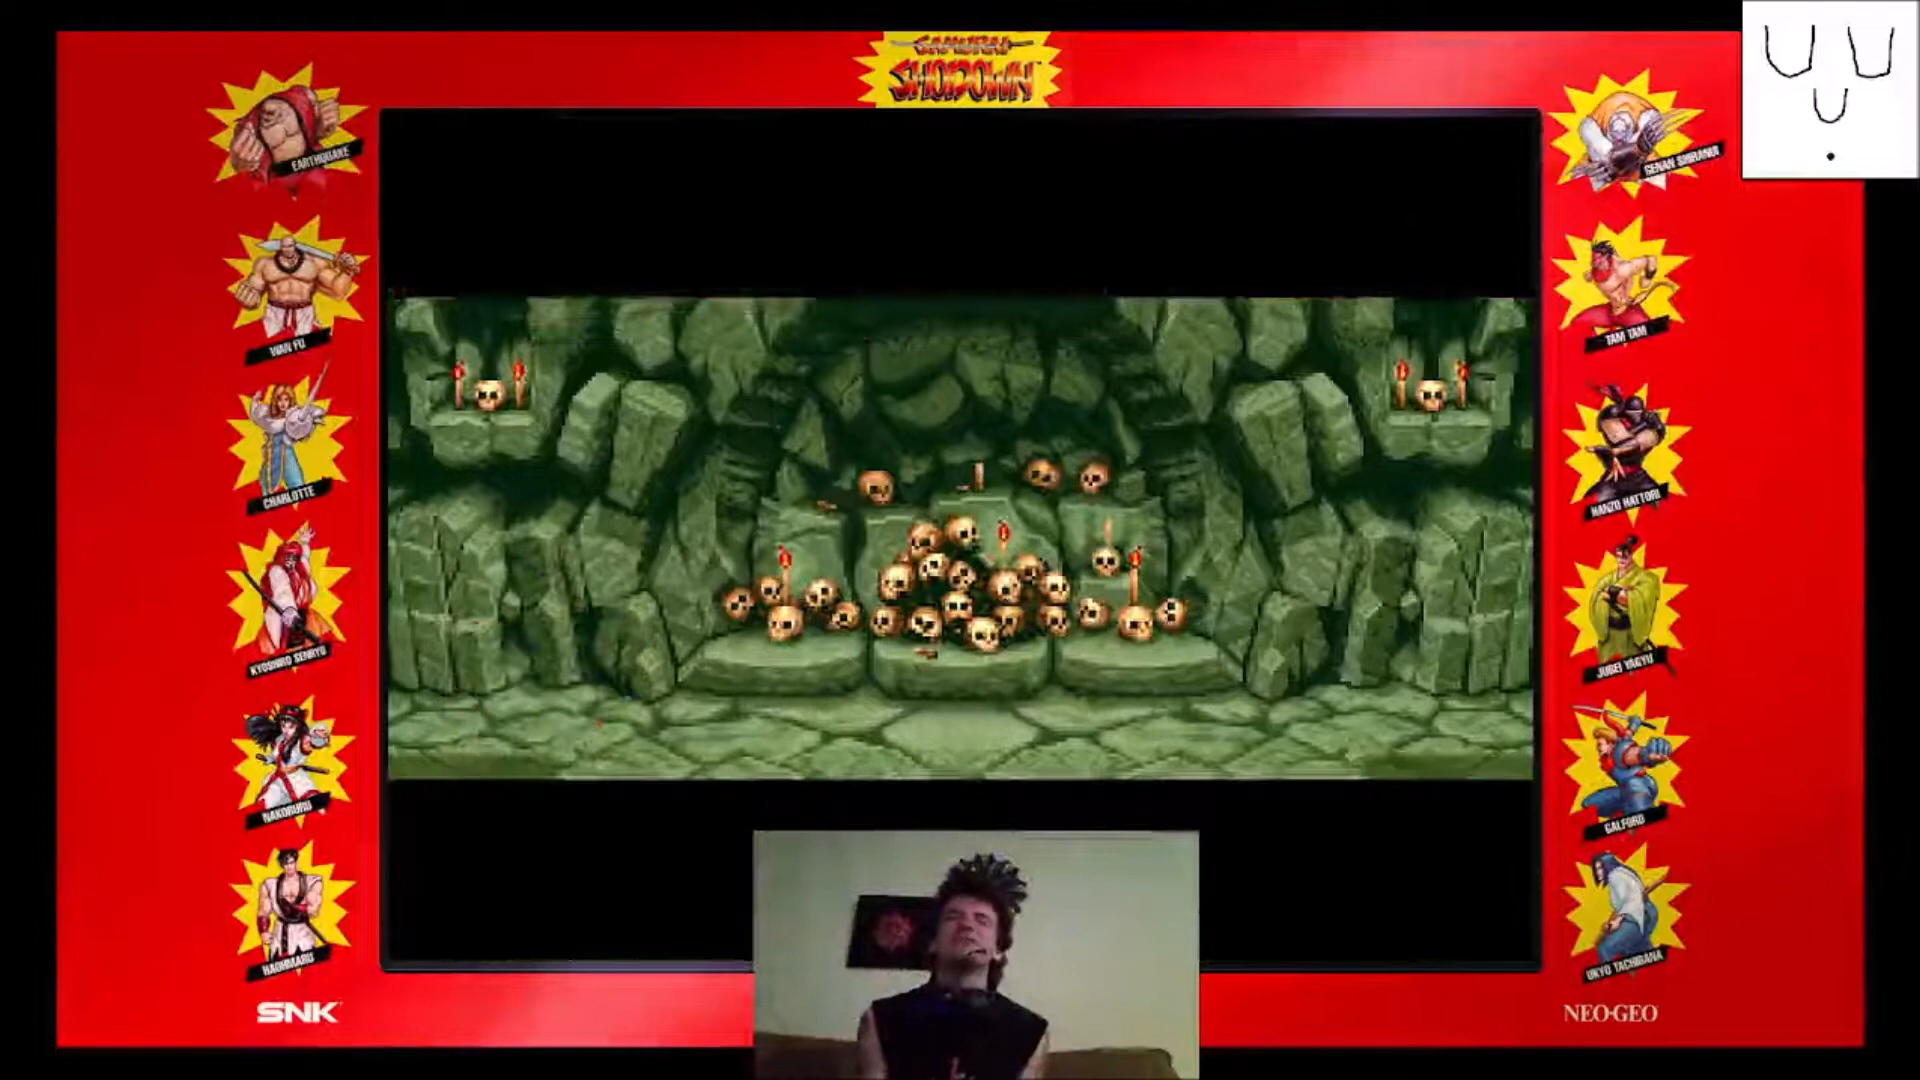 SAMURAI
SHODOWN
EARTHQUAKE
GENAN SHIRANUI
WAN FU
TAM TAM
CHARLOTTE
HANZO HATTORI
KYOSHIRO SENRYO
JUBEI YAGYU
NAKORURU
GALFORD
HAOHMARU
UKYO TACHIBANA
SNK
NEO·GEO